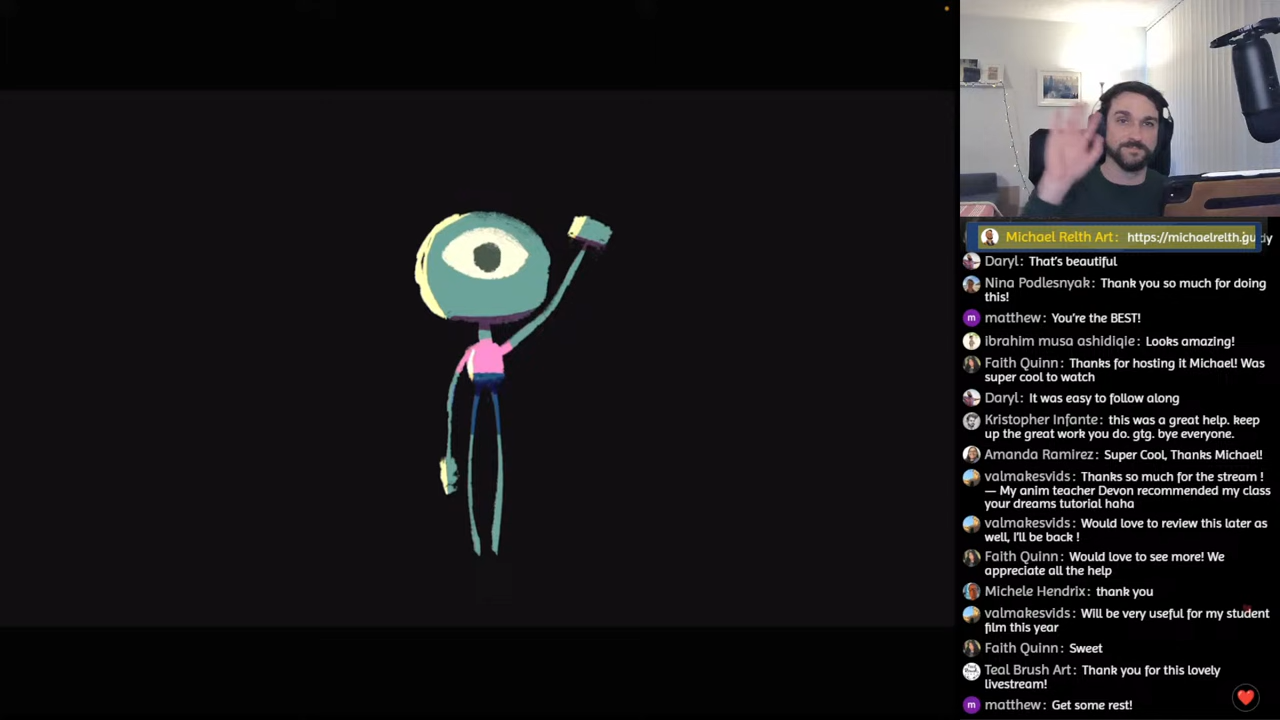 Michael Relth Art: https://michaelrelth.gu dy
Daryl: That's beautiful
Nina Podlesnyak: Thank you so much for doing
this!
m matthew: You're the BEST!
ibrahim musa ashidiqie: Looks amazing!
Faith Quinn: Thanks for hosting it Michael! Was
super cool to watch
Daryl: It was easy to follow along
Kristopher Infante: this was a great help. keep
up the great work you do. gtg. bye everyone.
Amanda Ramirez: Super Cool, Thanks Michael!
valmakesvids: Thanks so much for the stream !
— My anim teacher Devon recommended my class
your dreams tutorial haha
valmakesvids: Would love to review this later as
well, I'll be back !
Faith Quinn: Would love to see more! We
appreciate all the help
Michele Hendrix: thank you
valmakesvids: Will be very useful for my student
film this year
Faith Quinn: Sweet
Teal Brush Art: Thank you for this lovely
livestream!
m matthew: Get some rest!